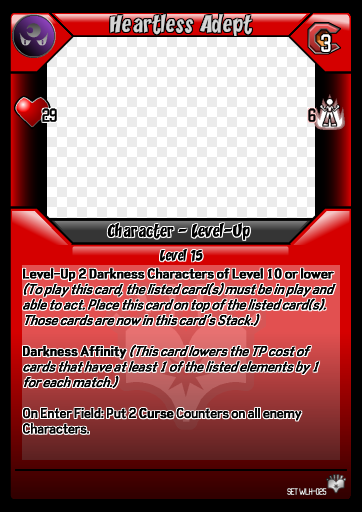 Heartless Adept
3
29
6
Character - Level-Up
Level 15
Level-Up 2 Darkness Characters of Level 10 or lower
(To play this card, the listed card(s) must be in play and
able to act. Place this card on top of the listed card(s).
Those cards are now in this card's Stack.)
Darkness Affinity (This card lowers the TP cost of
cards that have at least 1 of the listed elements by 1
for each match.)
On Enter Field: Put 2 Curse Counters on all enemy
Characters.
SET WLH-025